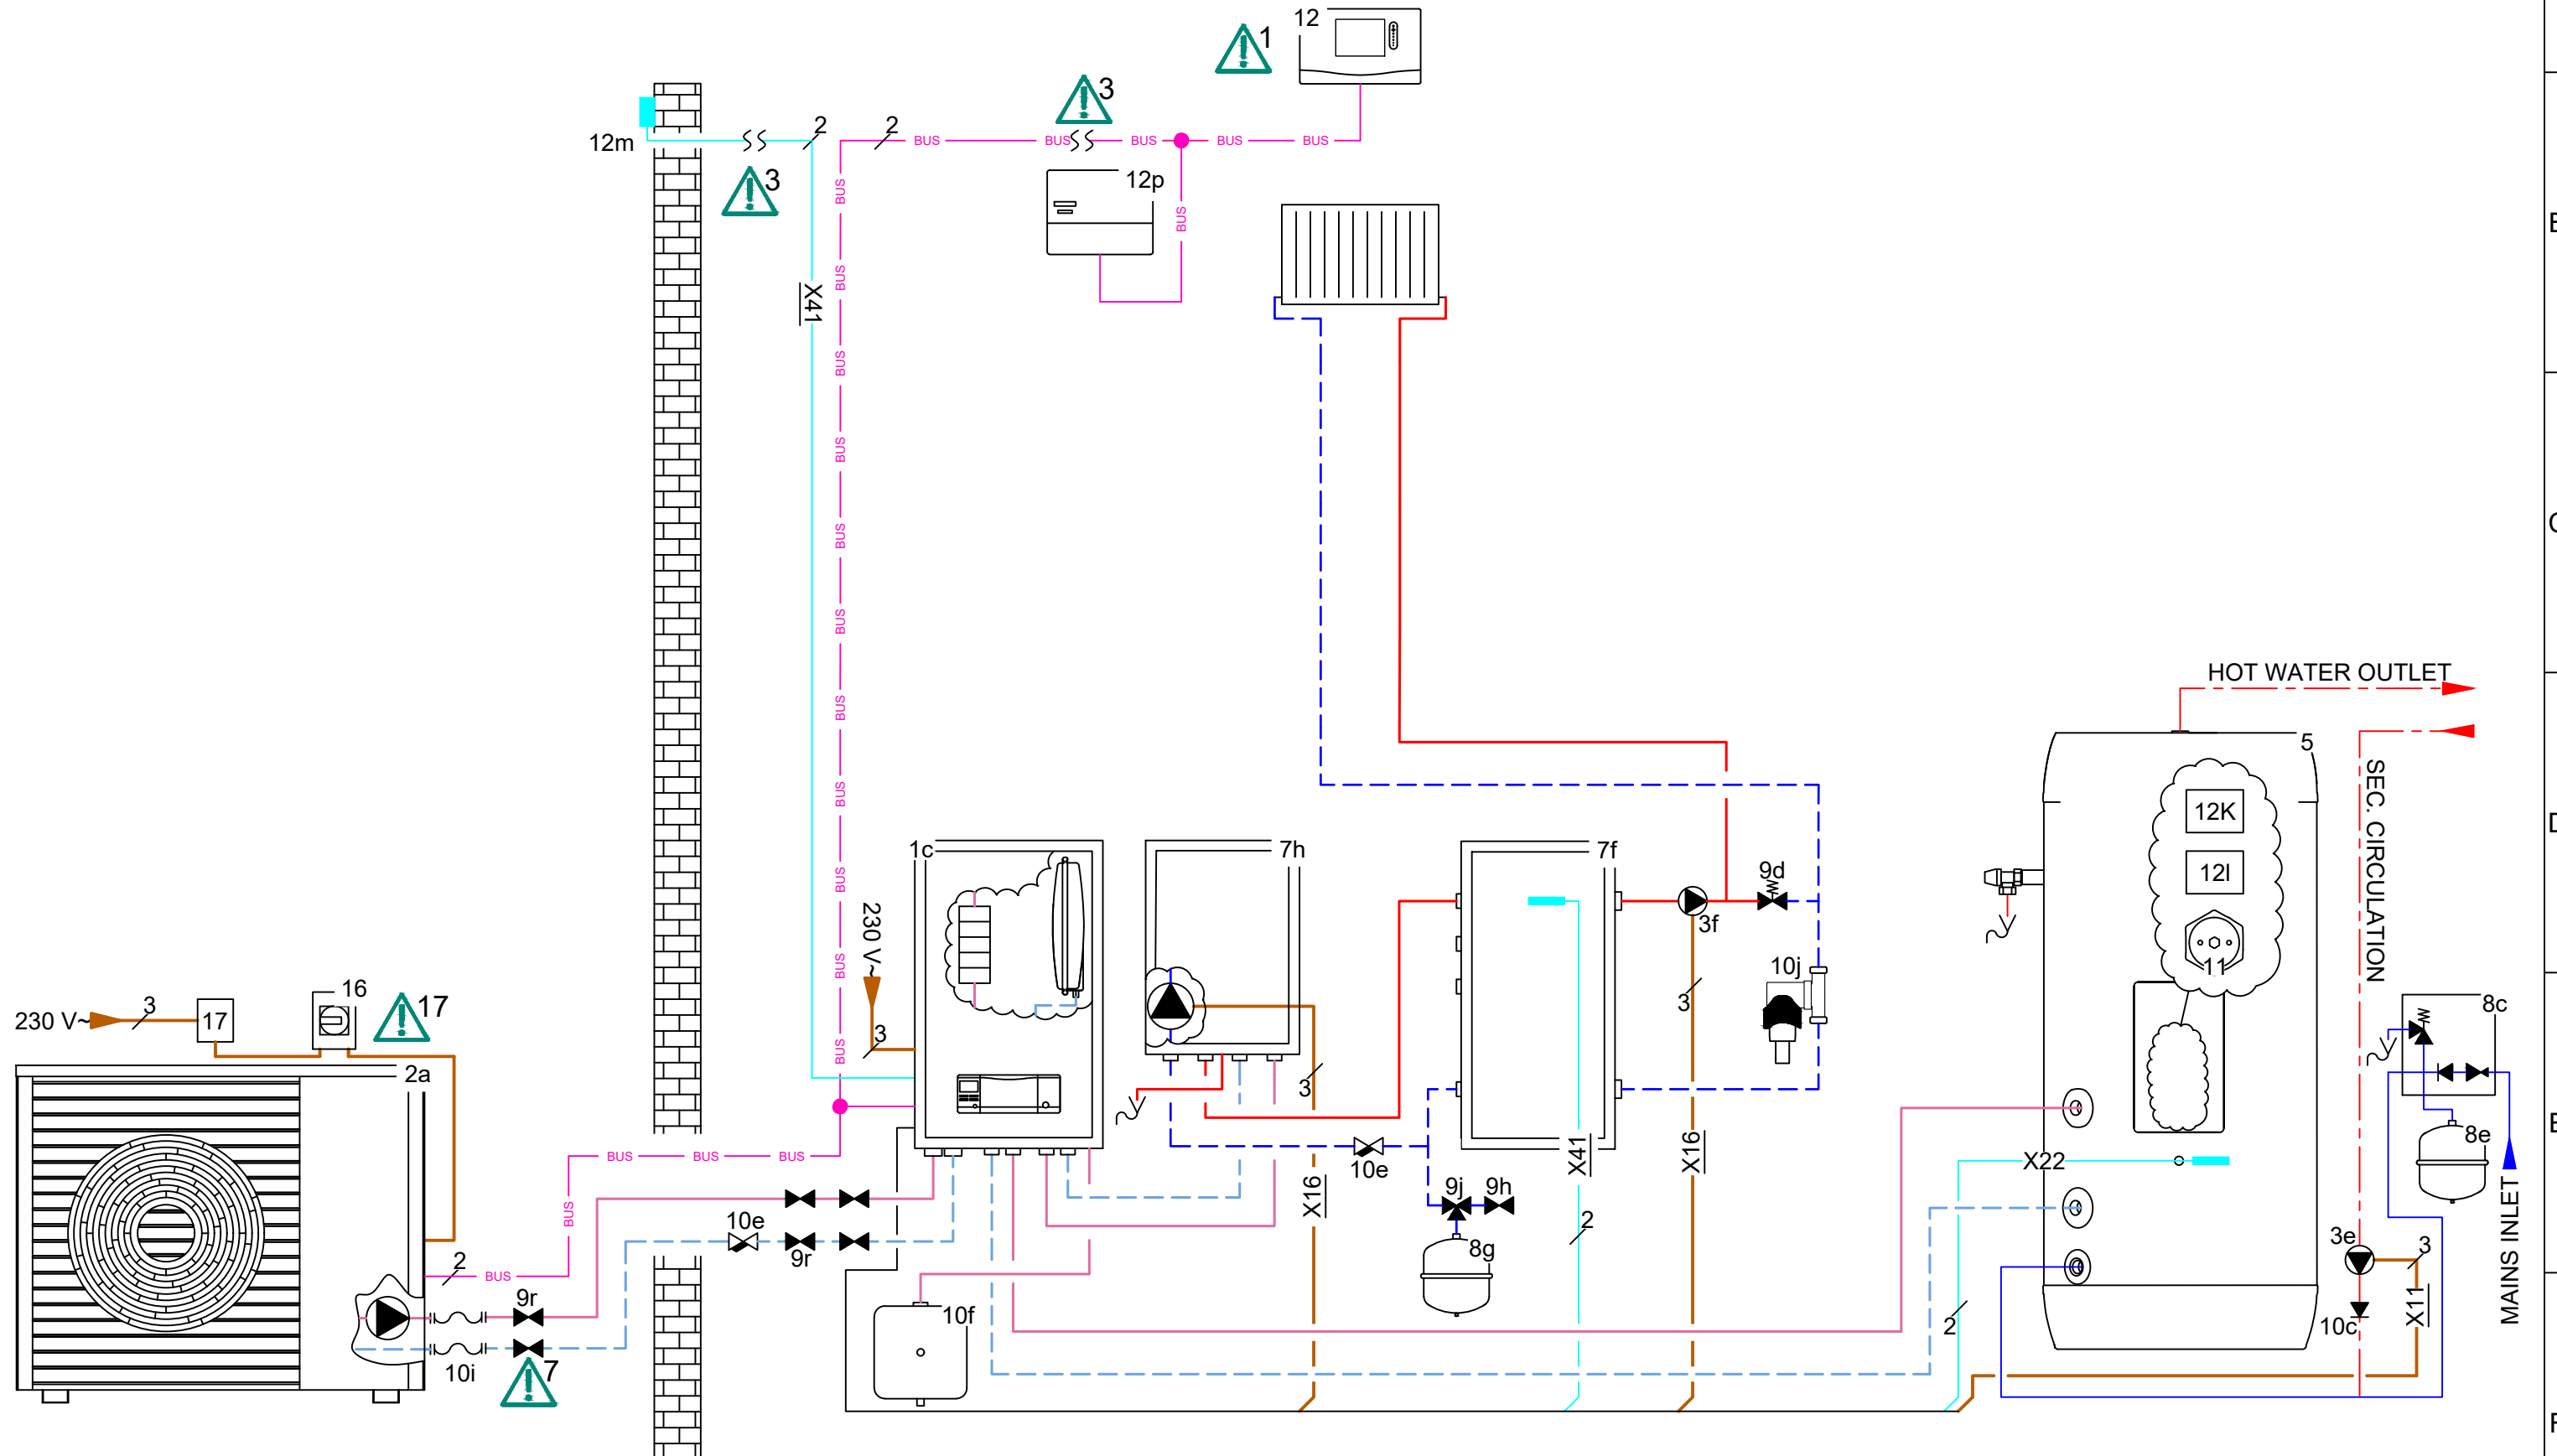 12
1
3
2
2
BUS
BUS
BUS
BUS
BUS
12m
3
12p
BUS
BUS
BUS
X41
BUS
BUS
BUS
BUS
BUS
BUS
BUS
BUS
BUS
BUS
HOT WATER OUTLET
5
SEC. CIRCULATION
12K
12l
11
1c
7h
7f
9d
3f
230 V~
3
10j
3
3
16
17
230 V~
3
17
8c
2a
8e
MAINS INLET
BUS
BUS
BUS
BUS
10e
X16
X41
X16
X22
9j
9h
10e
9r
8g
2
3e
3
2
BUS
9r
10f
2
10c
X11
10i
7